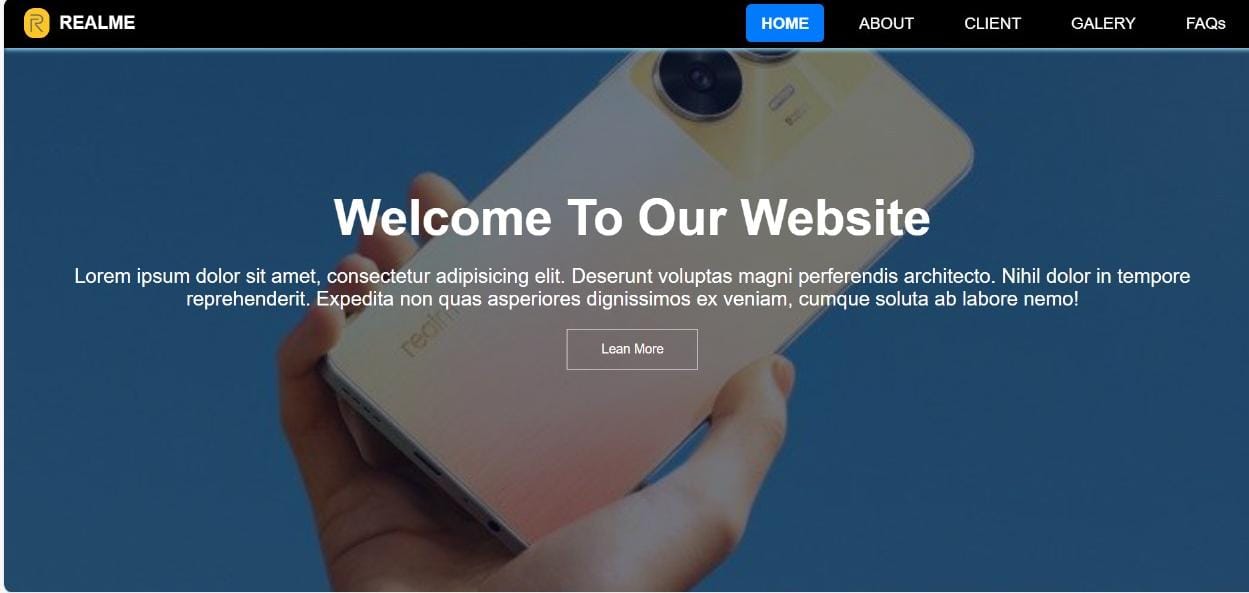 REALME
HOME
ABOUT
CLIENT
GALERY
FAQs
Welcome To Our Website
Lorem ipsum dolor sit amet, consectetur adipisicing elit. Deserunt voluptas magni perferendis architecto. Nihil dolor in tempore
reprehenderit. Expedita non quas asperiores dignissimos ex veniam, cumque soluta ab labore nemo!
realm
Lean More